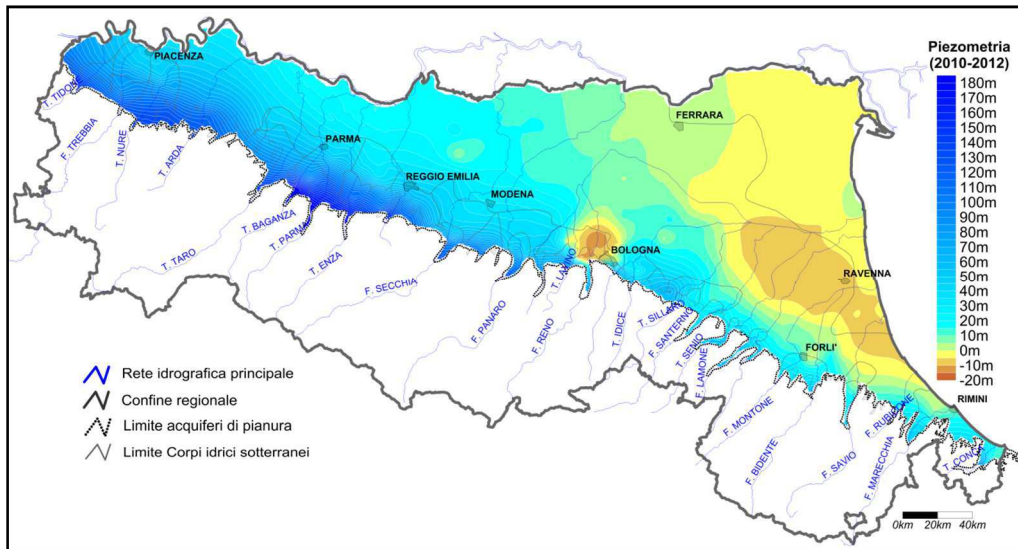 Piezometria
(2010-2012)
180m
170m
160m
150m
140m
130m
120m
110m
100m
90m
80m
70m
60m
50m
40m
30m
20m
10m
0m
-10m
-20m
PIACENZA
PARMA
REGGIO EMILIA
MODENA
BOLOGNA
FERRARA
RAVENNA
FORLI'
RIMINI
T. TIDONE
F. TREBBIA
T. NURE
T. ARDA
T. TARO
T. BAGANZA
T. PARMA
T. ENZA
F. SECCHIA
F. PANARO
F. RENO
T. LAVINO
T. IDICE
T. SILLARO
F. SANTERNO
T. SENIO
F. LAMONE
F. MONTONE
F. BIDENTE
F. SAVIO
F. RUBICONE
F. MARECCHIA
T. CONCA
Rete idrografica principale
Confine regionale
Limite acquiferi di pianura
Limite Corpi idrici sotterranei
0km 20km 40km